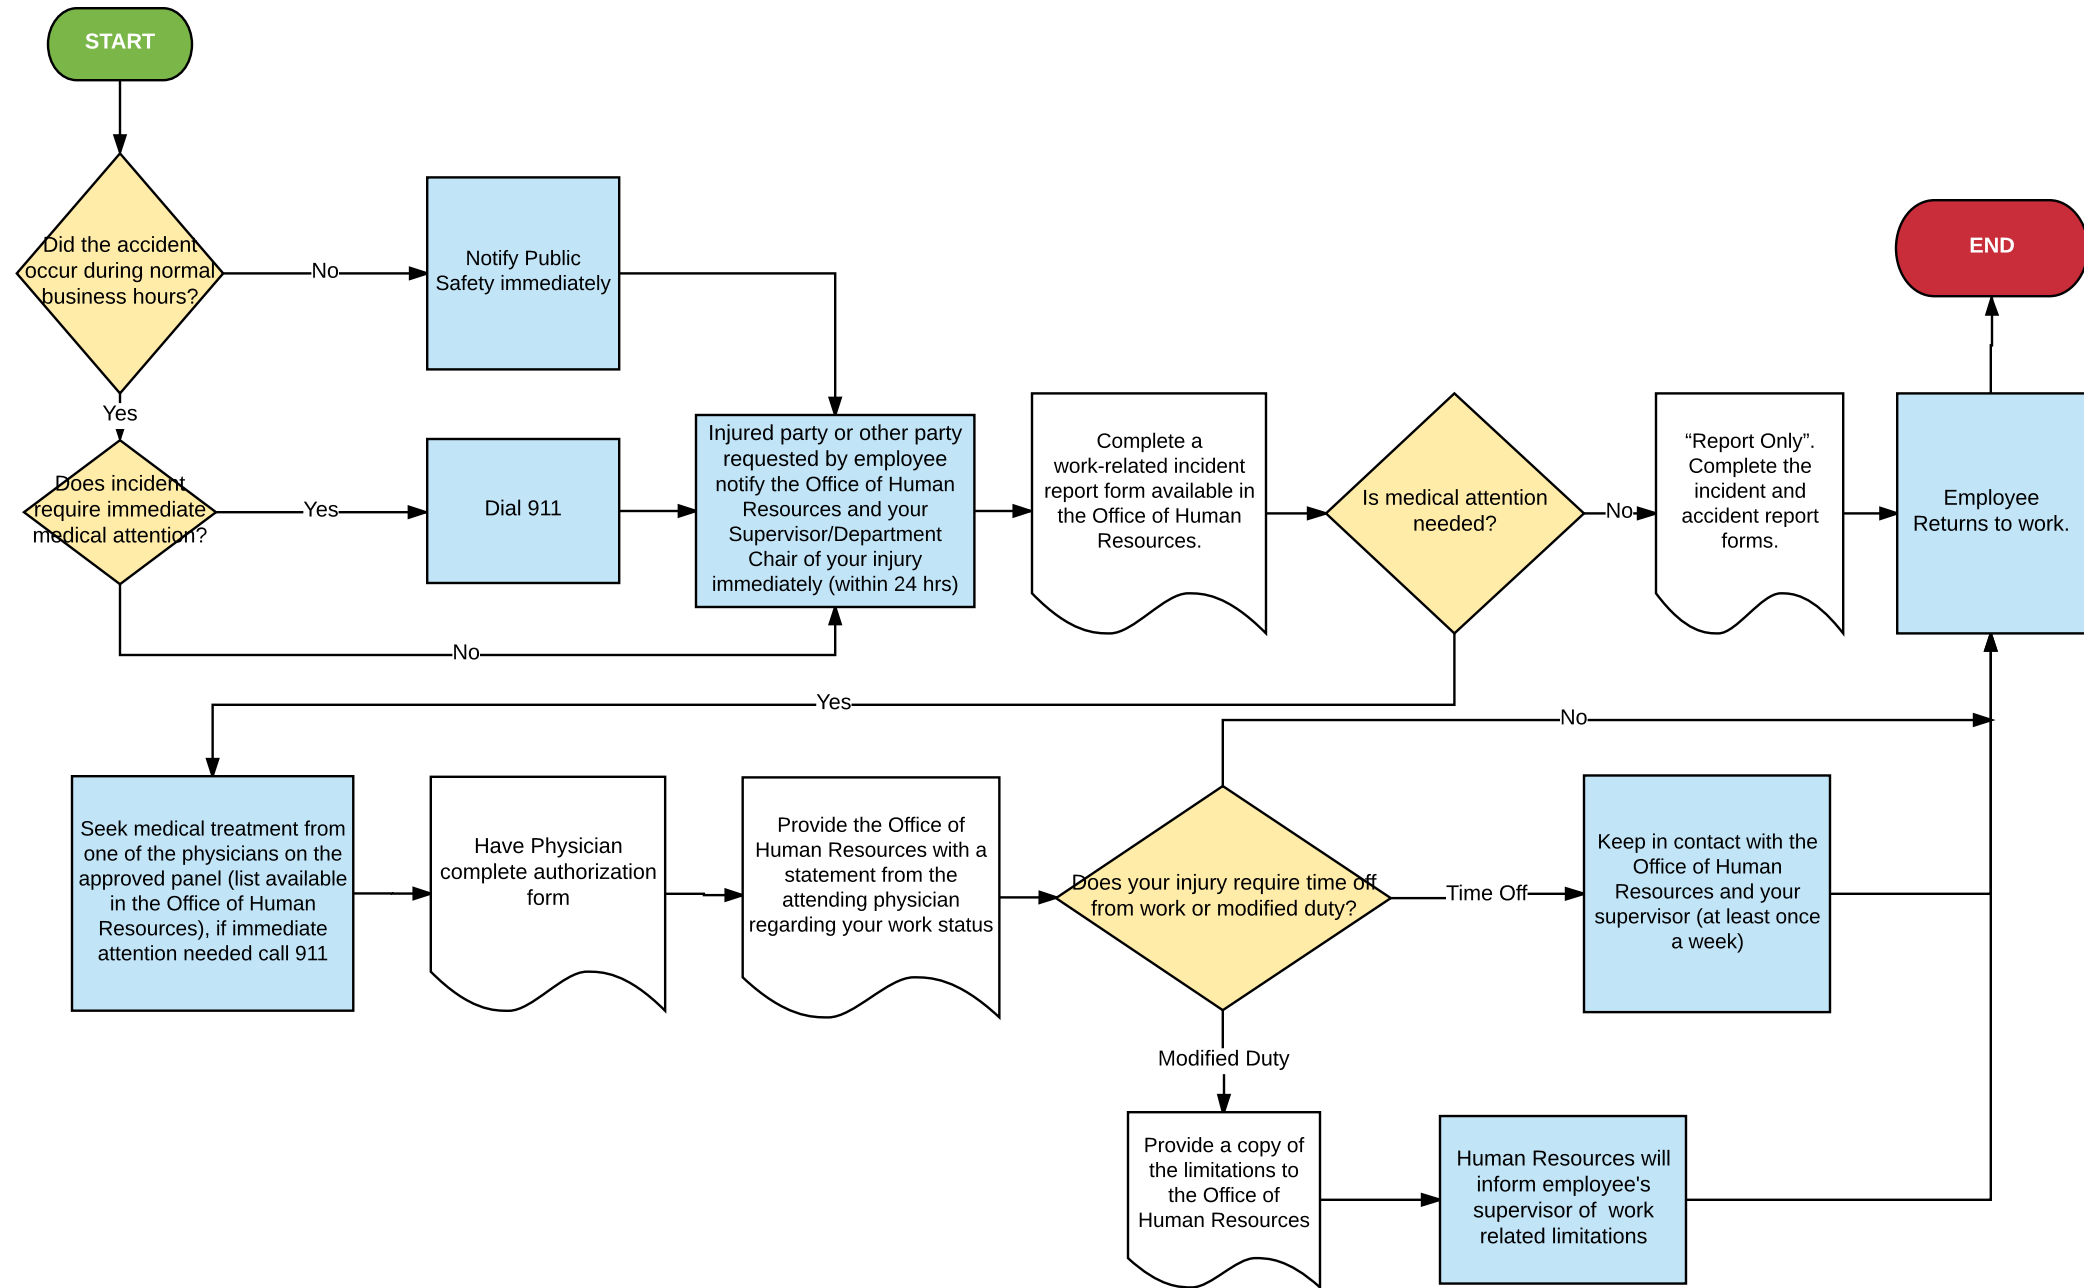 START
Did the accident
occur during normal
business hours?
No
Notify Public
Safety immediately
END
Yes
Does incident
require immediate
medical attention?
Yes
Dial 911
Injured party or other party
requested by employee
notify the Office of Human
Resources and your
Supervisor/Department
Chair of your injury
immediately (within 24 hrs)
Complete a
work-related incident
report form available in
the Office of Human
Resources.
Is medical attention
needed?
No
“Report Only”.
Complete the
incident and
accident report
forms.
Employee
Returns to work.
No
Yes
No
Seek medical treatment from
one of the physicians on the
approved panel (list available
in the Office of Human
Resources), if immediate
attention needed call 911
Have Physician
complete authorization
form
Provide the Office of
Human Resources with a
statement from the
attending physician
regarding your work status
Does your injury require time off
from work or modified duty?
Time Off
Keep in contact with the
Office of Human
Resources and your
supervisor (at least once
a week)
Modified Duty
Provide a copy of
the limitations to
the Office of
Human Resources
Human Resources will
inform employee's
supervisor of  work
related limitations